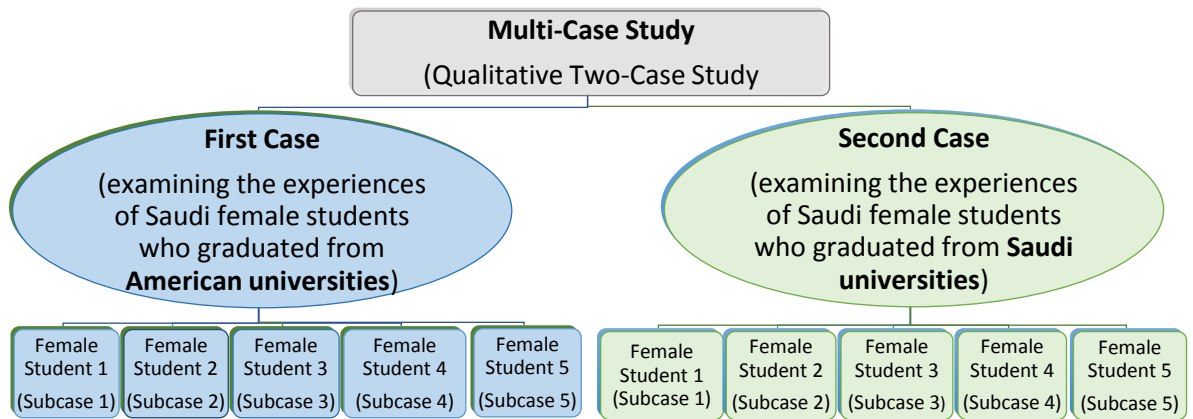 Multi-Case Study
(Qualitative Two-Case Study
First Case
(examining the experiences
of Saudi female students
who graduated from
American universities)
Second Case
(examining the experiences
of Saudi female students
who graduated from Saudi
universities)
Female
Student 1
(Subcase 1)
Female
Student 2
(Subcase 2)
Female
Student 3
(Subcase 3)
Female
Student 4
(Subcase 4)
Female
Student 5
(Subcase 5)
Female
Student 1
(Subcase 1)
Female
Student 2
(Subcase 2)
Female
Student 3
(Subcase 3)
Female
Student 4
(Subcase 4)
Female
Student 5
(Subcase 5)